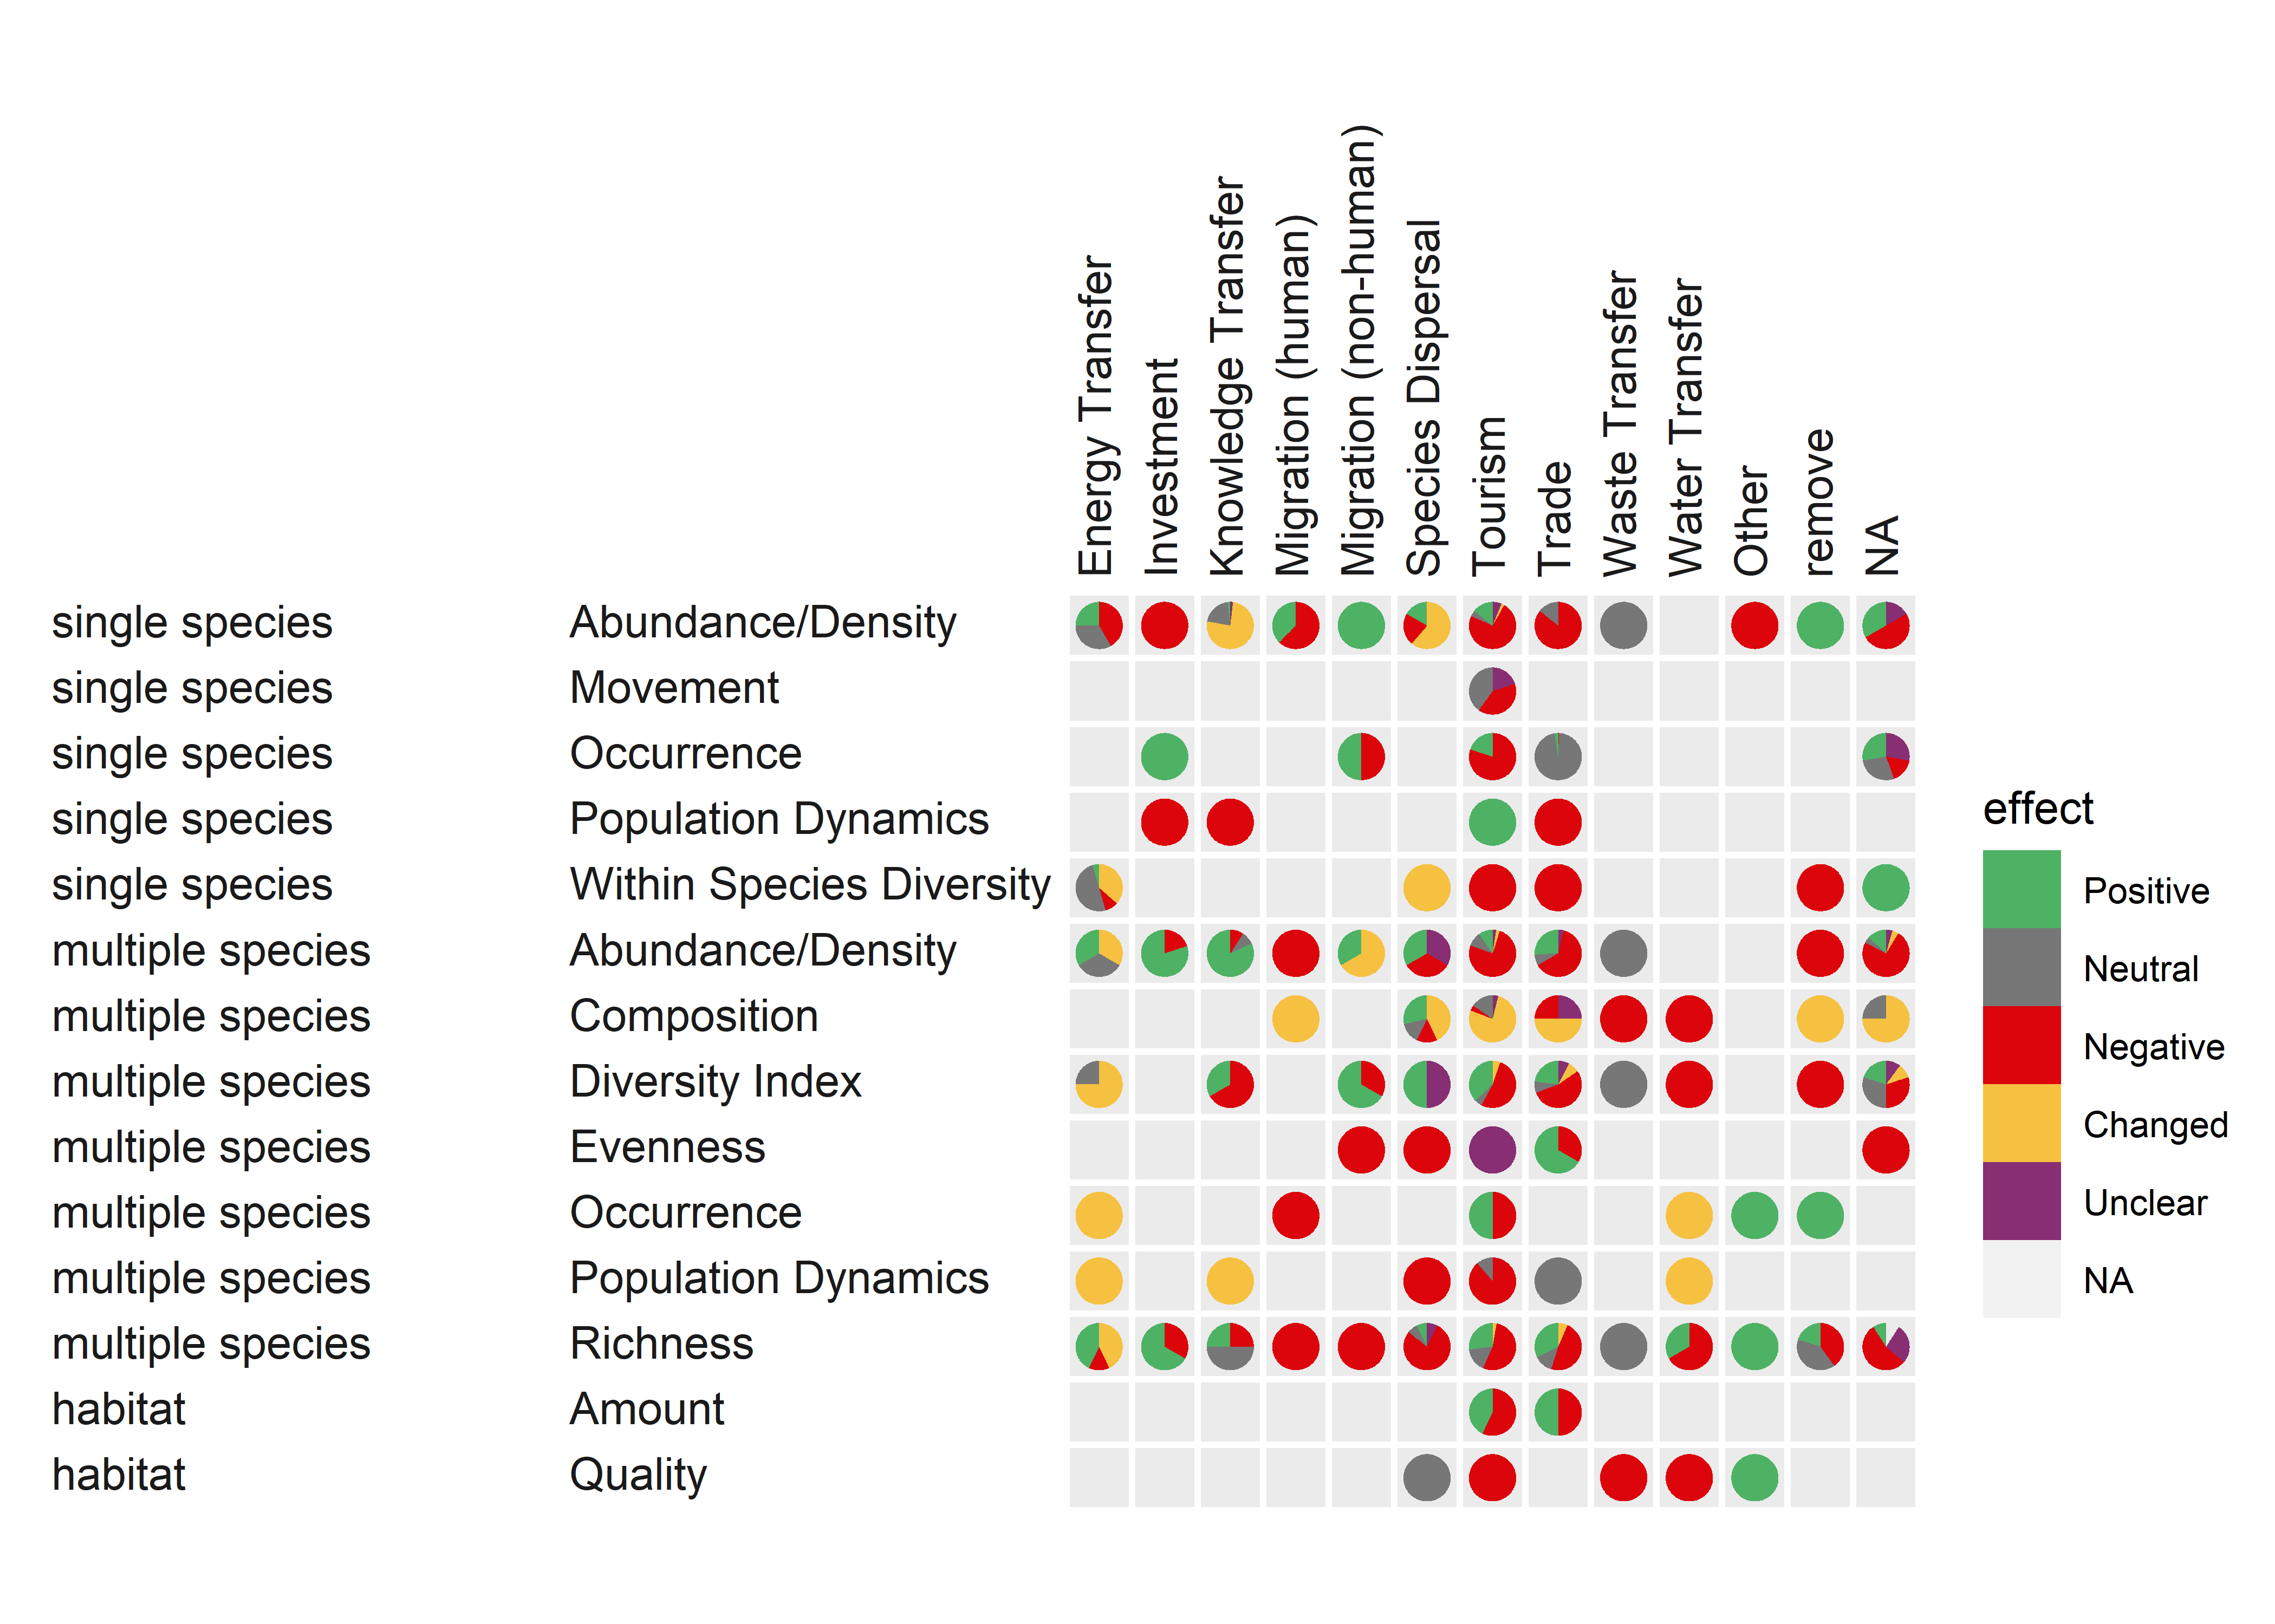 Energy Transfer
Investment
Knowledge Transfer
Migration (human)
Migration (non-human)
Species Dispersal
Tourism
Trade
Waste Transfer
Water Transfer
Other
remove
NA
single species Abundance/Density
single species Movement
single species Occurrence
single species Population Dynamics
single species Within Species Diversity
multiple species Abundance/Density
multiple species Composition
multiple species Diversity Index
multiple species Evenness
multiple species Occurrence
multiple species Population Dynamics
multiple species Richness
habitat Amount
habitat Quality
effect
Positive
Neutral
Negative
Changed
Unclear
NA